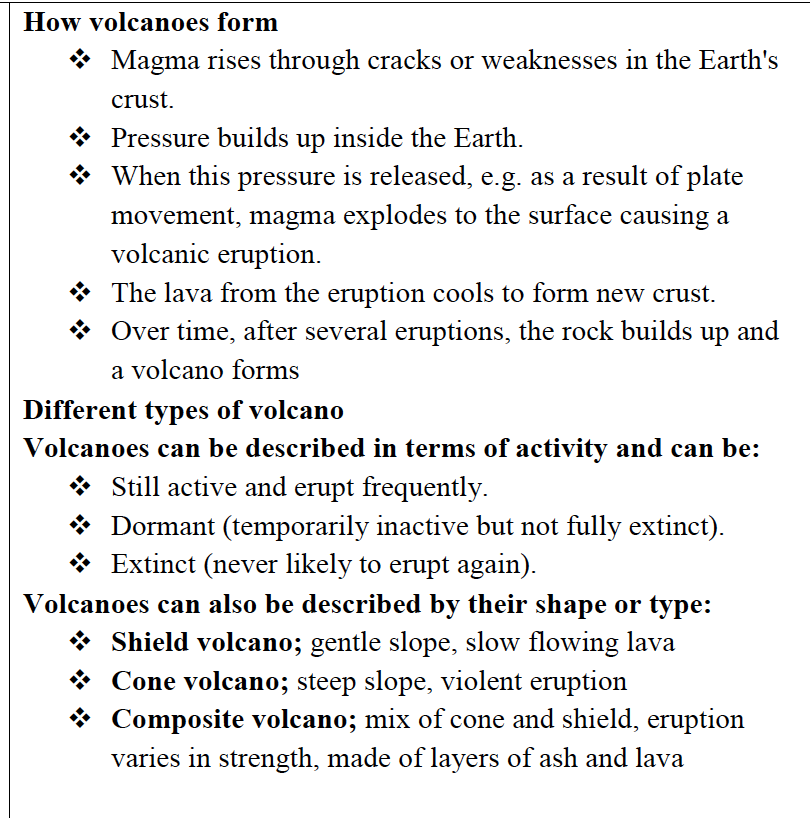 How volcanoes form
❖ Magma rises through cracks or weaknesses in the Earth's
crust.
❖ Pressure builds up inside the Earth.
❖ When this pressure is released, e.g. as a result of plate
movement, magma explodes to the surface causing a
volcanic eruption.
❖ The lava from the eruption cools to form new crust.
❖ Over time, after several eruptions, the rock builds up and
a volcano forms
Different types of volcano
Volcanoes can be described in terms of activity and can be:
❖ Still active and erupt frequently.
❖ Dormant (temporarily inactive but not fully extinct).
❖ Extinct (never likely to erupt again).
Volcanoes can also be described by their shape or type:
❖ Shield volcano; gentle slope, slow flowing lava
❖ Cone volcano; steep slope, violent eruption
❖ Composite volcano; mix of cone and shield, eruption
varies in strength, made of layers of ash and lava